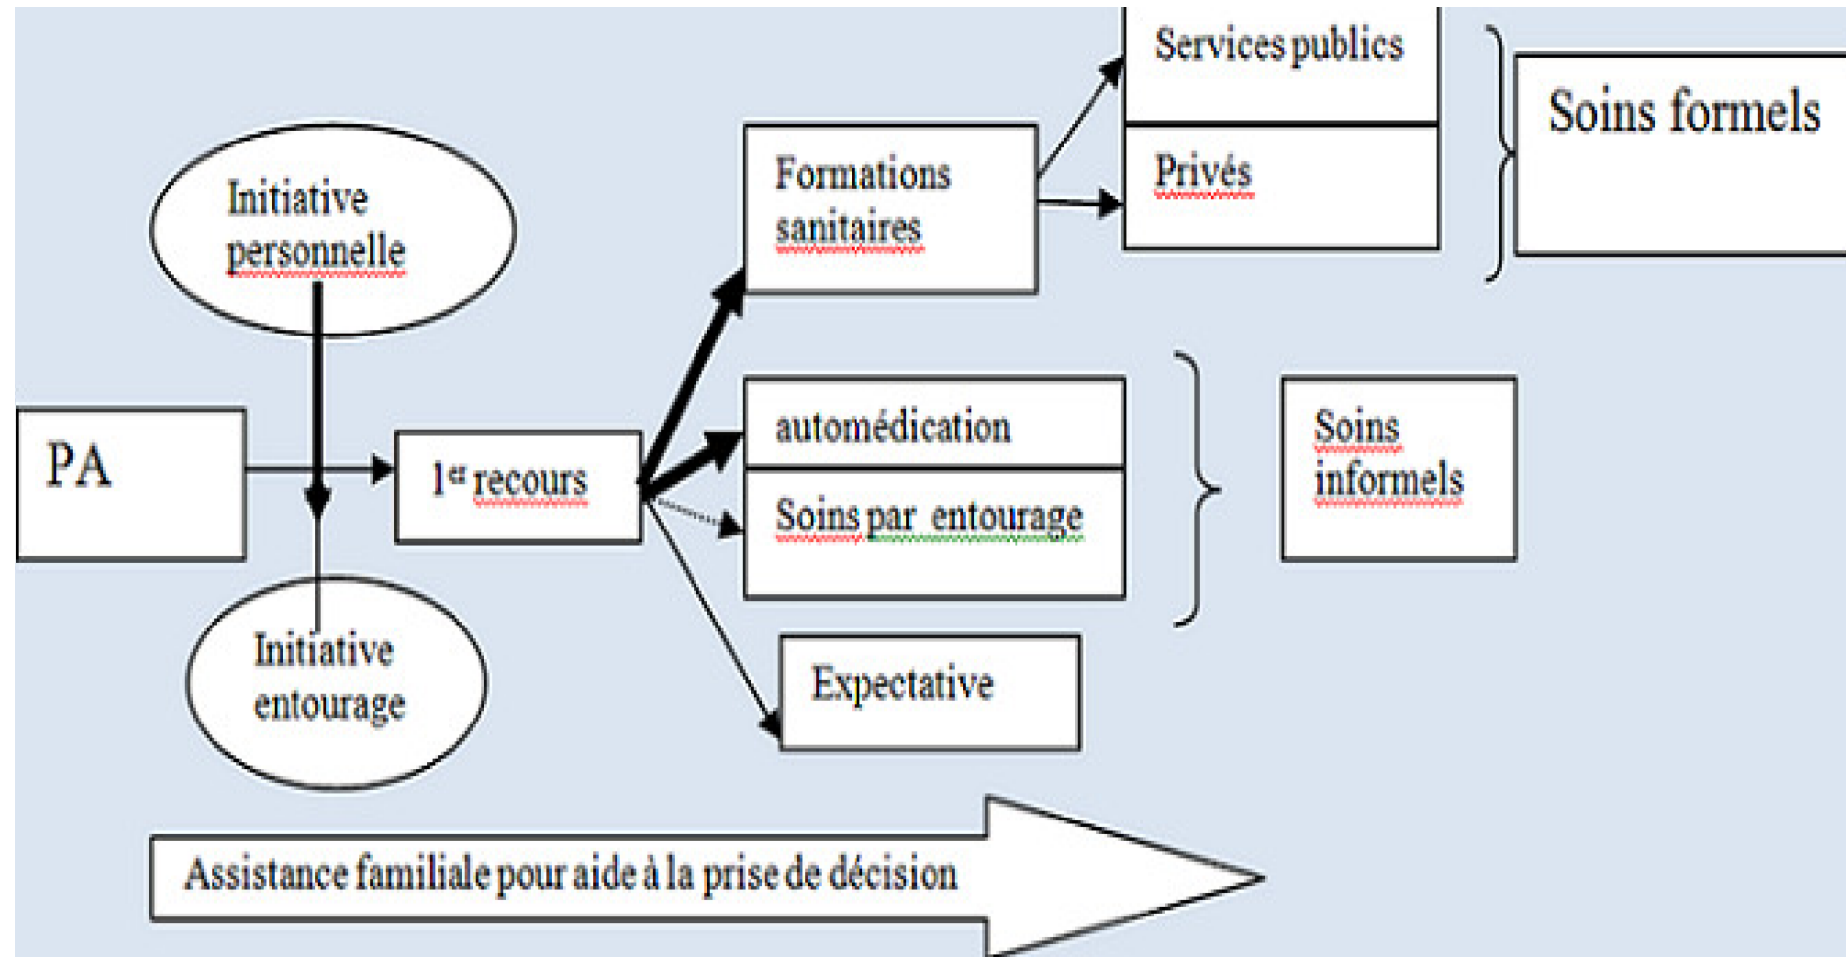 Services publics
Soins formels
Privés
Formations
sanitaires
Initiative
personnelle
PA
1er recours
automédication
Soins par entourage
Soins
informels
Initiative
entourage
Expectative
Assistance familiale pour aide à la prise de décision